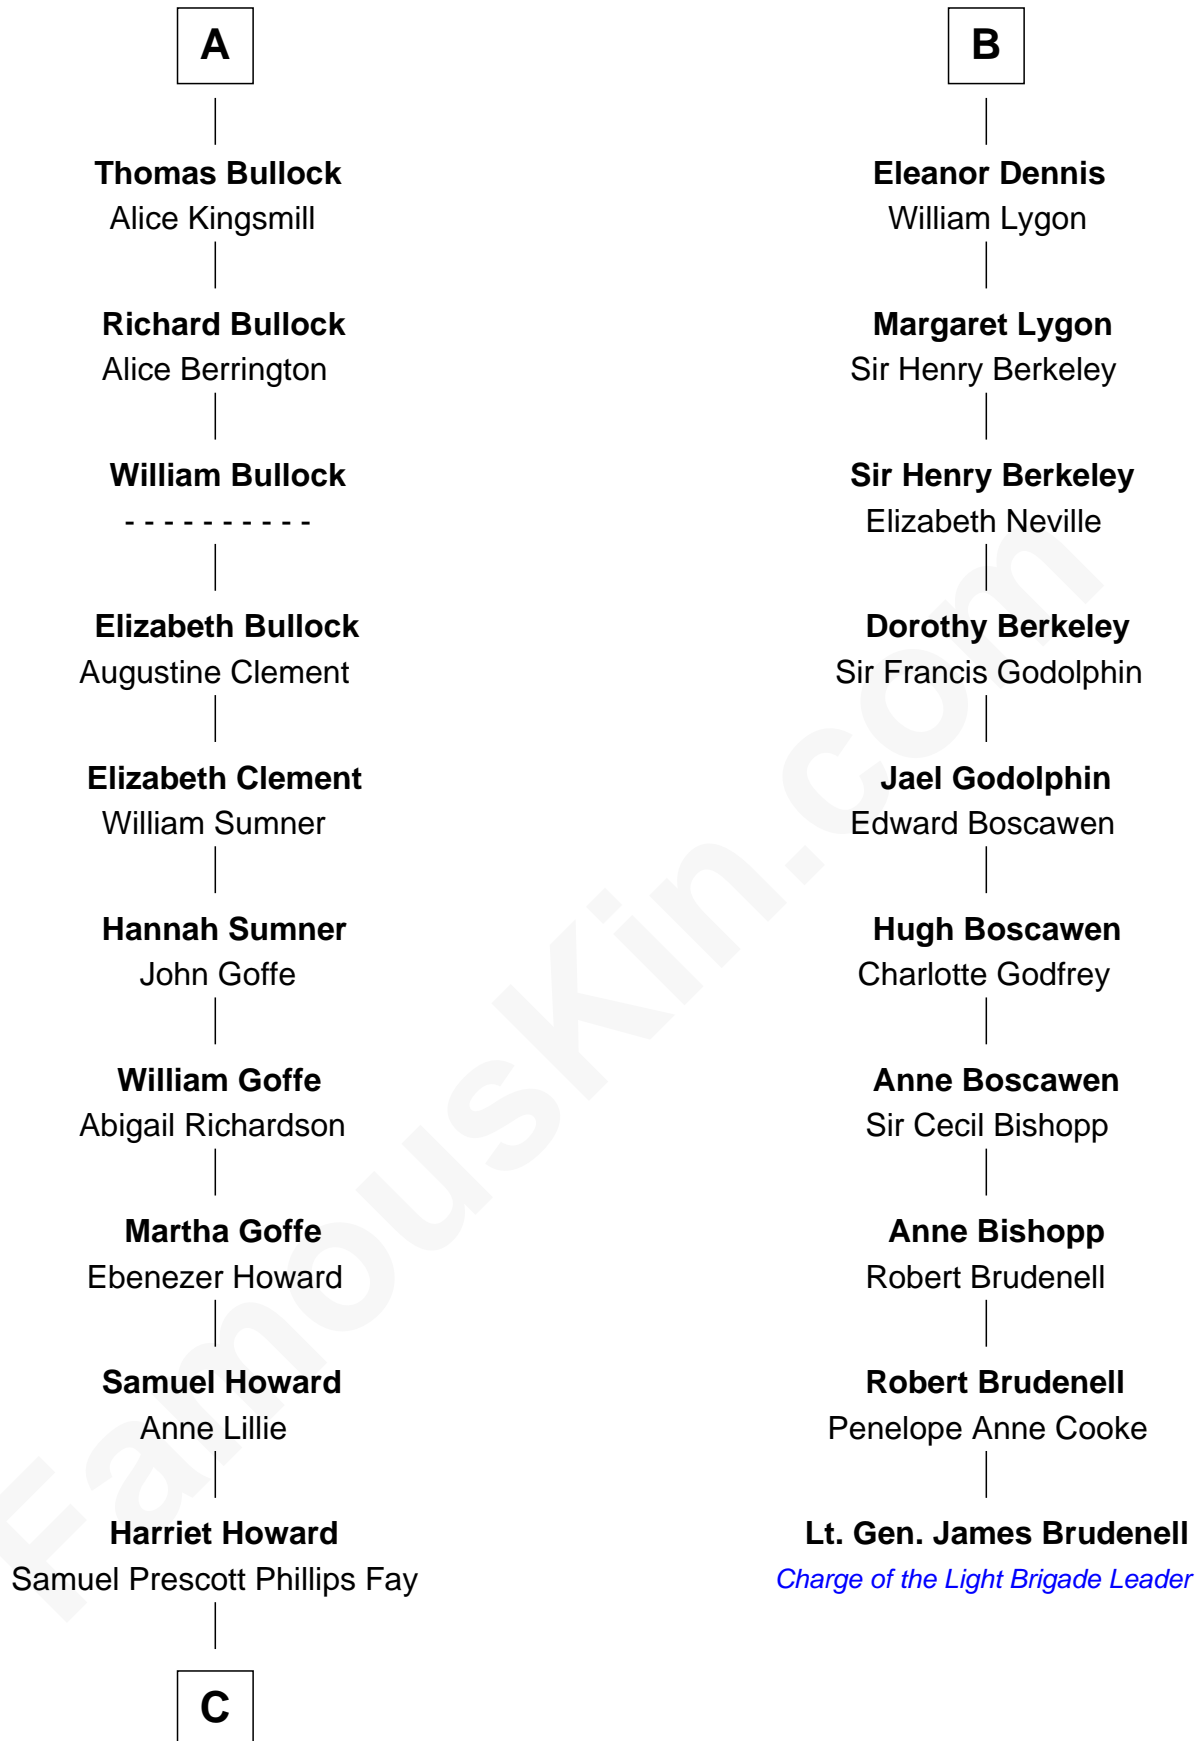 A
Thomas Bullock
Alice Kingsmill
Richard Bullock
Alice Berrington
William Bullock
- - - - - - - - - -
Elizabeth Bullock
Augustine Clement
Elizabeth Clement
William Sumner
Hannah Sumner
John Goffe
William Goffe
Abigail Richardson
Martha Goffe
Ebenezer Howard
Samuel Howard
Anne Lillie
Harriet Howard
Samuel Prescott Phillips Fay
C
B
Eleanor Dennis
William Lygon
Margaret Lygon
Sir Henry Berkeley
Sir Henry Berkeley
Elizabeth Neville
Dorothy Berkeley
Sir Francis Godolphin
Jael Godolphin
Edward Boscawen
Hugh Boscawen
Charlotte Godfrey
Anne Boscawen
Sir Cecil Bishopp
Anne Bishopp
Robert Brudenell
Robert Brudenell
Penelope Anne Cooke
Lt. Gen. James Brudenell
Charge of the Light Brigade Leader
FamousKin.com